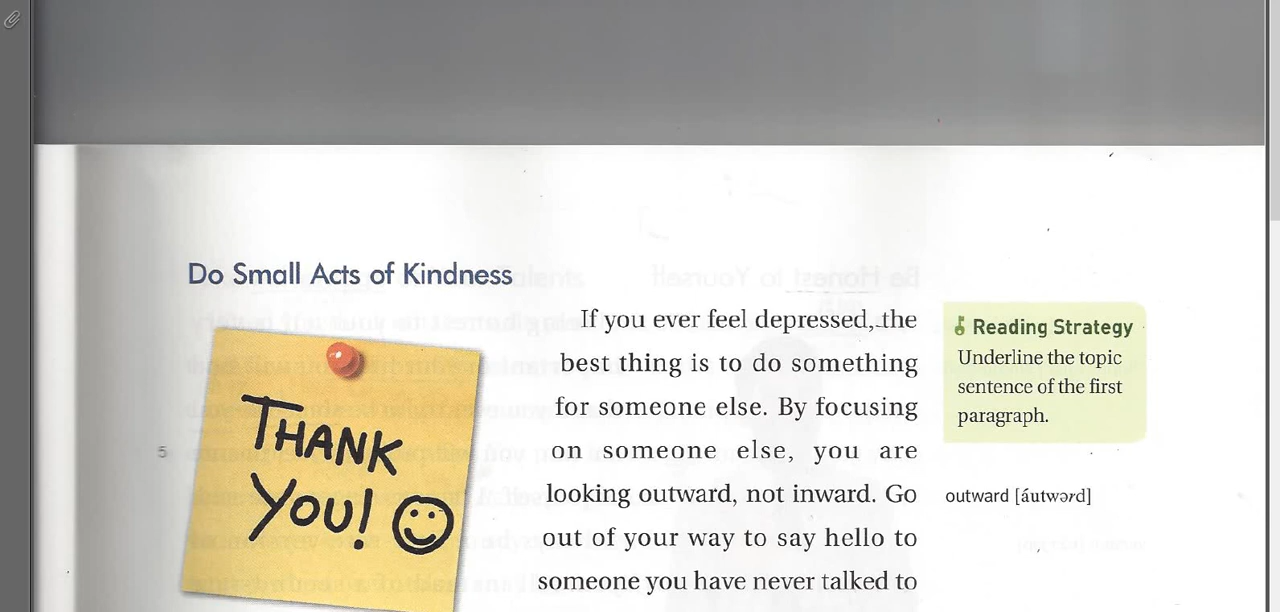 Do Small Acts of Kindness
If you ever feel depressed, the
best thing is to do something
for someone else. By focusing
on someone else, you are
looking outward, not inward. Go
out of your way to say hello to
someone you have never talked to
5
THANK
YOU!
Reading Strategy
Underline the topic
sentence of the first
paragraph.
outward [áutwərd]